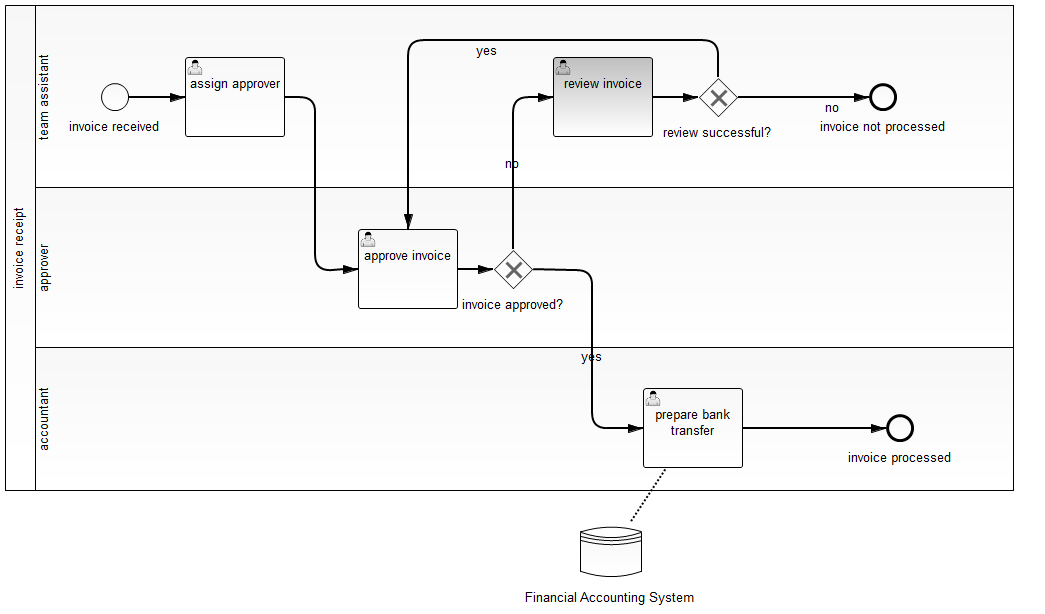 invoice receipt
team assistant
invoice received
assign approver
yes
review invoice
review successful?
no
invoice not processed
no
approver
approve invoice
invoice approved?
yes
accountant
prepare bank
transfer
invoice processed
Financial Accounting System